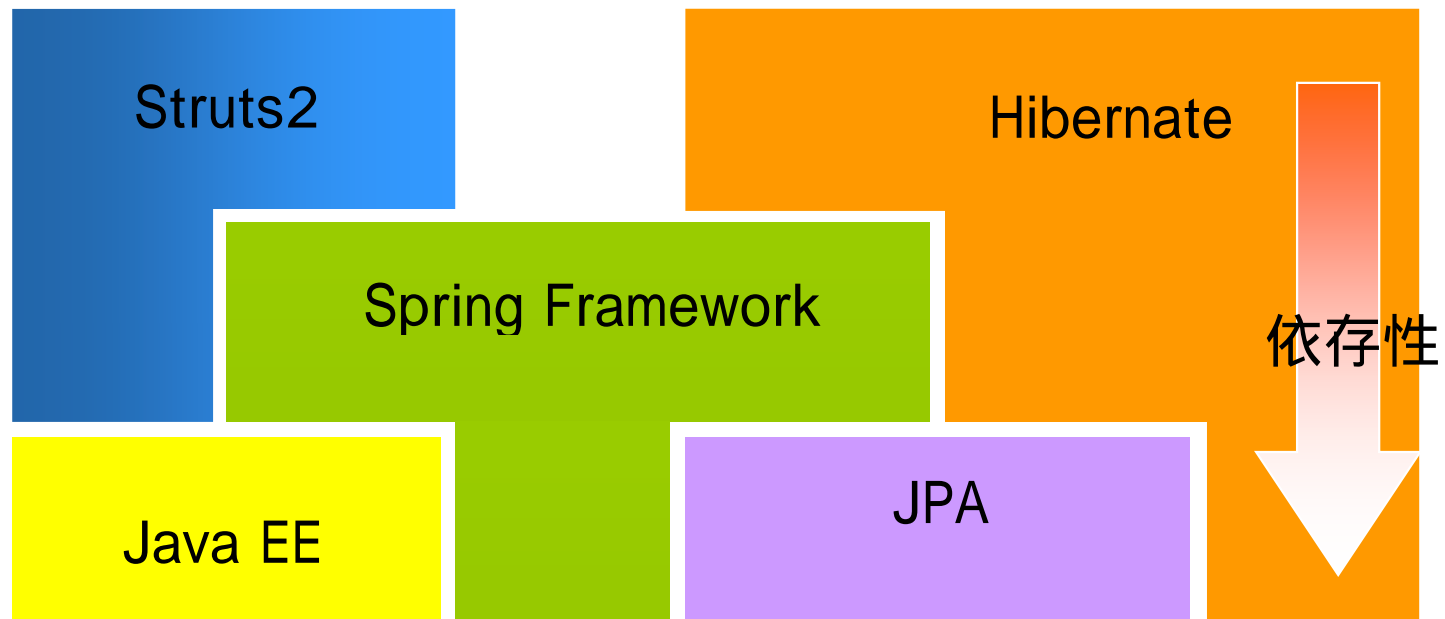 Struts2
Hibernate
Spring Framework
依存性
JPA
Java EE